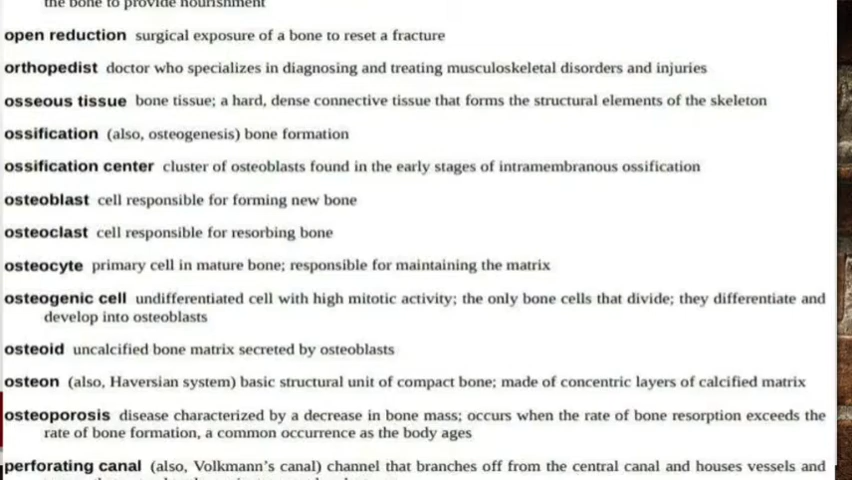 the bone to provide nourishment
open reduction surgical exposure of a bone to reset a fracture
orthopedist doctor who specializes in diagnosing and treating musculoskeletal disorders and injuries
osseous tissue bone tissue; a hard, dense connective tissue that forms the structural elements of the skeleton
ossification (also, osteogenesis) bone formation
ossification center cluster of osteoblasts found in the early stages of intramembranous ossification
osteoblast cell responsible for forming new bone
osteoclast cell responsible for resorbing bone
osteocyte primary cell in mature bone; responsible for maintaining the matrix
osteogenic cell undifferentiated cell with high mitotic activity; the only bone cells that divide; they differentiate and
develop into osteoblasts
osteoid uncalcified bone matrix secreted by osteoblasts
osteon (also, Haversian system) basic structural unit of compact bone; made of concentric layers of calcified matrix
osteoporosis disease characterized by a decrease in bone mass; occurs when the rate of bone resorption exceeds the
rate of bone formation, a common occurrence as the body ages
perforating canal (also, Volkmann's canal) channel that branches off from the central canal and houses vessels and